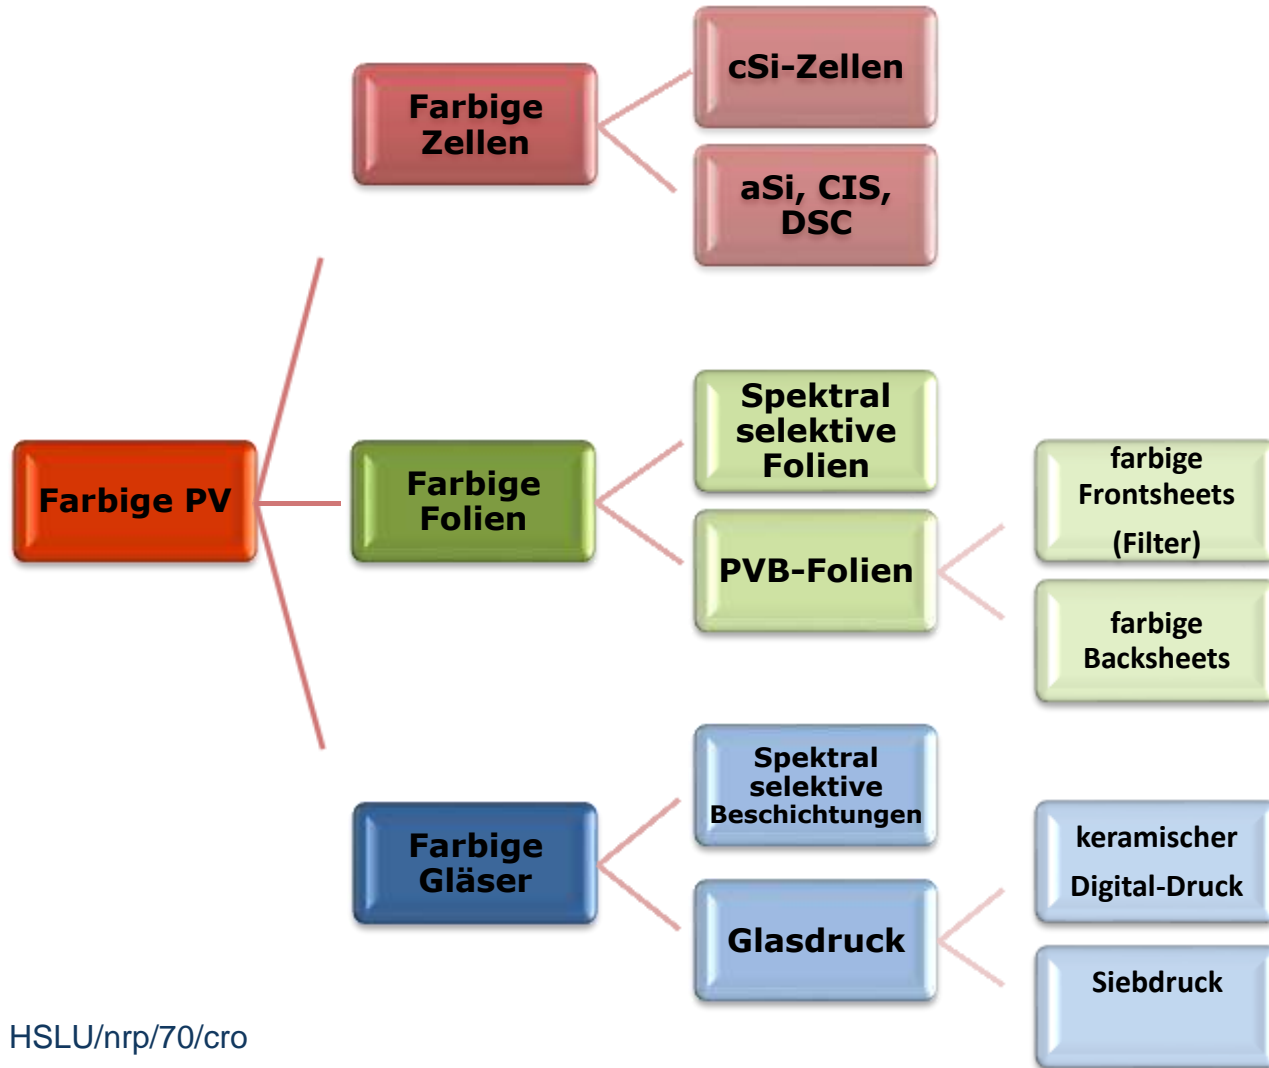 Farbige PV
Farbige
Zellen
cSi-Zellen
aSi, CIS,
DSC
Farbige
Folien
Spektral
selektive
Folien
PVB-Folien
farbige
Frontsheets
(Filter)
farbige
Backsheets
Farbige
Gläser
Spektral
selektive
Beschichtungen
Glasdruck
keramischer
Digital-Druck
Siebdruck
HSLU/nrp/70/cro